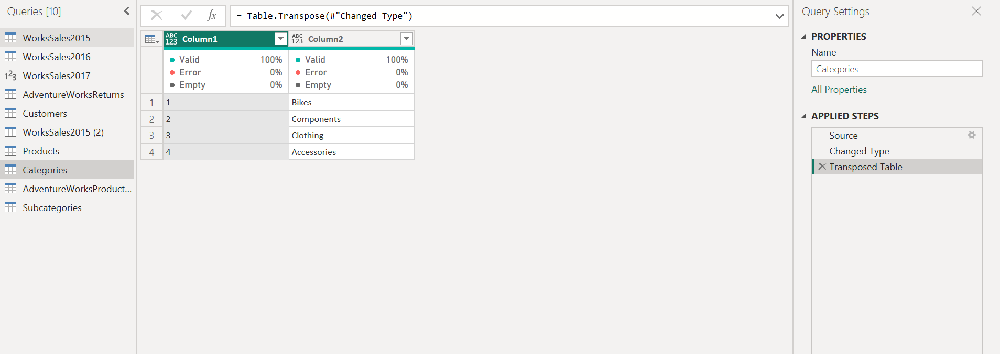 Queries [10]
WorksSales2015
WorksSales2016
123 WorksSales2017
AdventureWorksReturns
Customers
WorksSales2015 (2)
Products
Categories
AdventureWorksProduct...
Subcategories
fx
= Table.Transpose(#"Changed Type")
ABC 123 Column1 ABC 123 Column2
Valid 100% Valid 100%
Error 0% Error 0%
Empty 0% Empty 0%
1 1 Bikes
2 2 Components
3 3 Clothing
4 4 Accessories
Query Settings
PROPERTIES
Name
Categories
All Properties
APPLIED STEPS
Source
Changed Type
Transposed Table